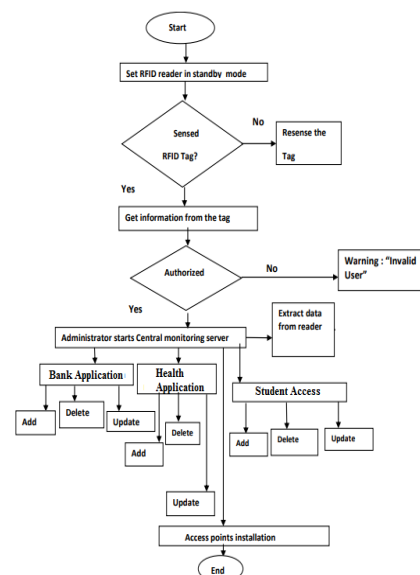 Start
Set RFID reader in standby mode
Sensed
RFID Tag?
No
Resense the
Tag
Yes
Get information from the tag
Authorized
No
Warning : “Invalid
User”
Yes
Extract data
from reader
Administrator starts Central monitoring server
Bank Application
Health
Application
Student Access
Add
Delete
Update
Add
Delete
Update
Add
Delete
Update
Access points installation
End